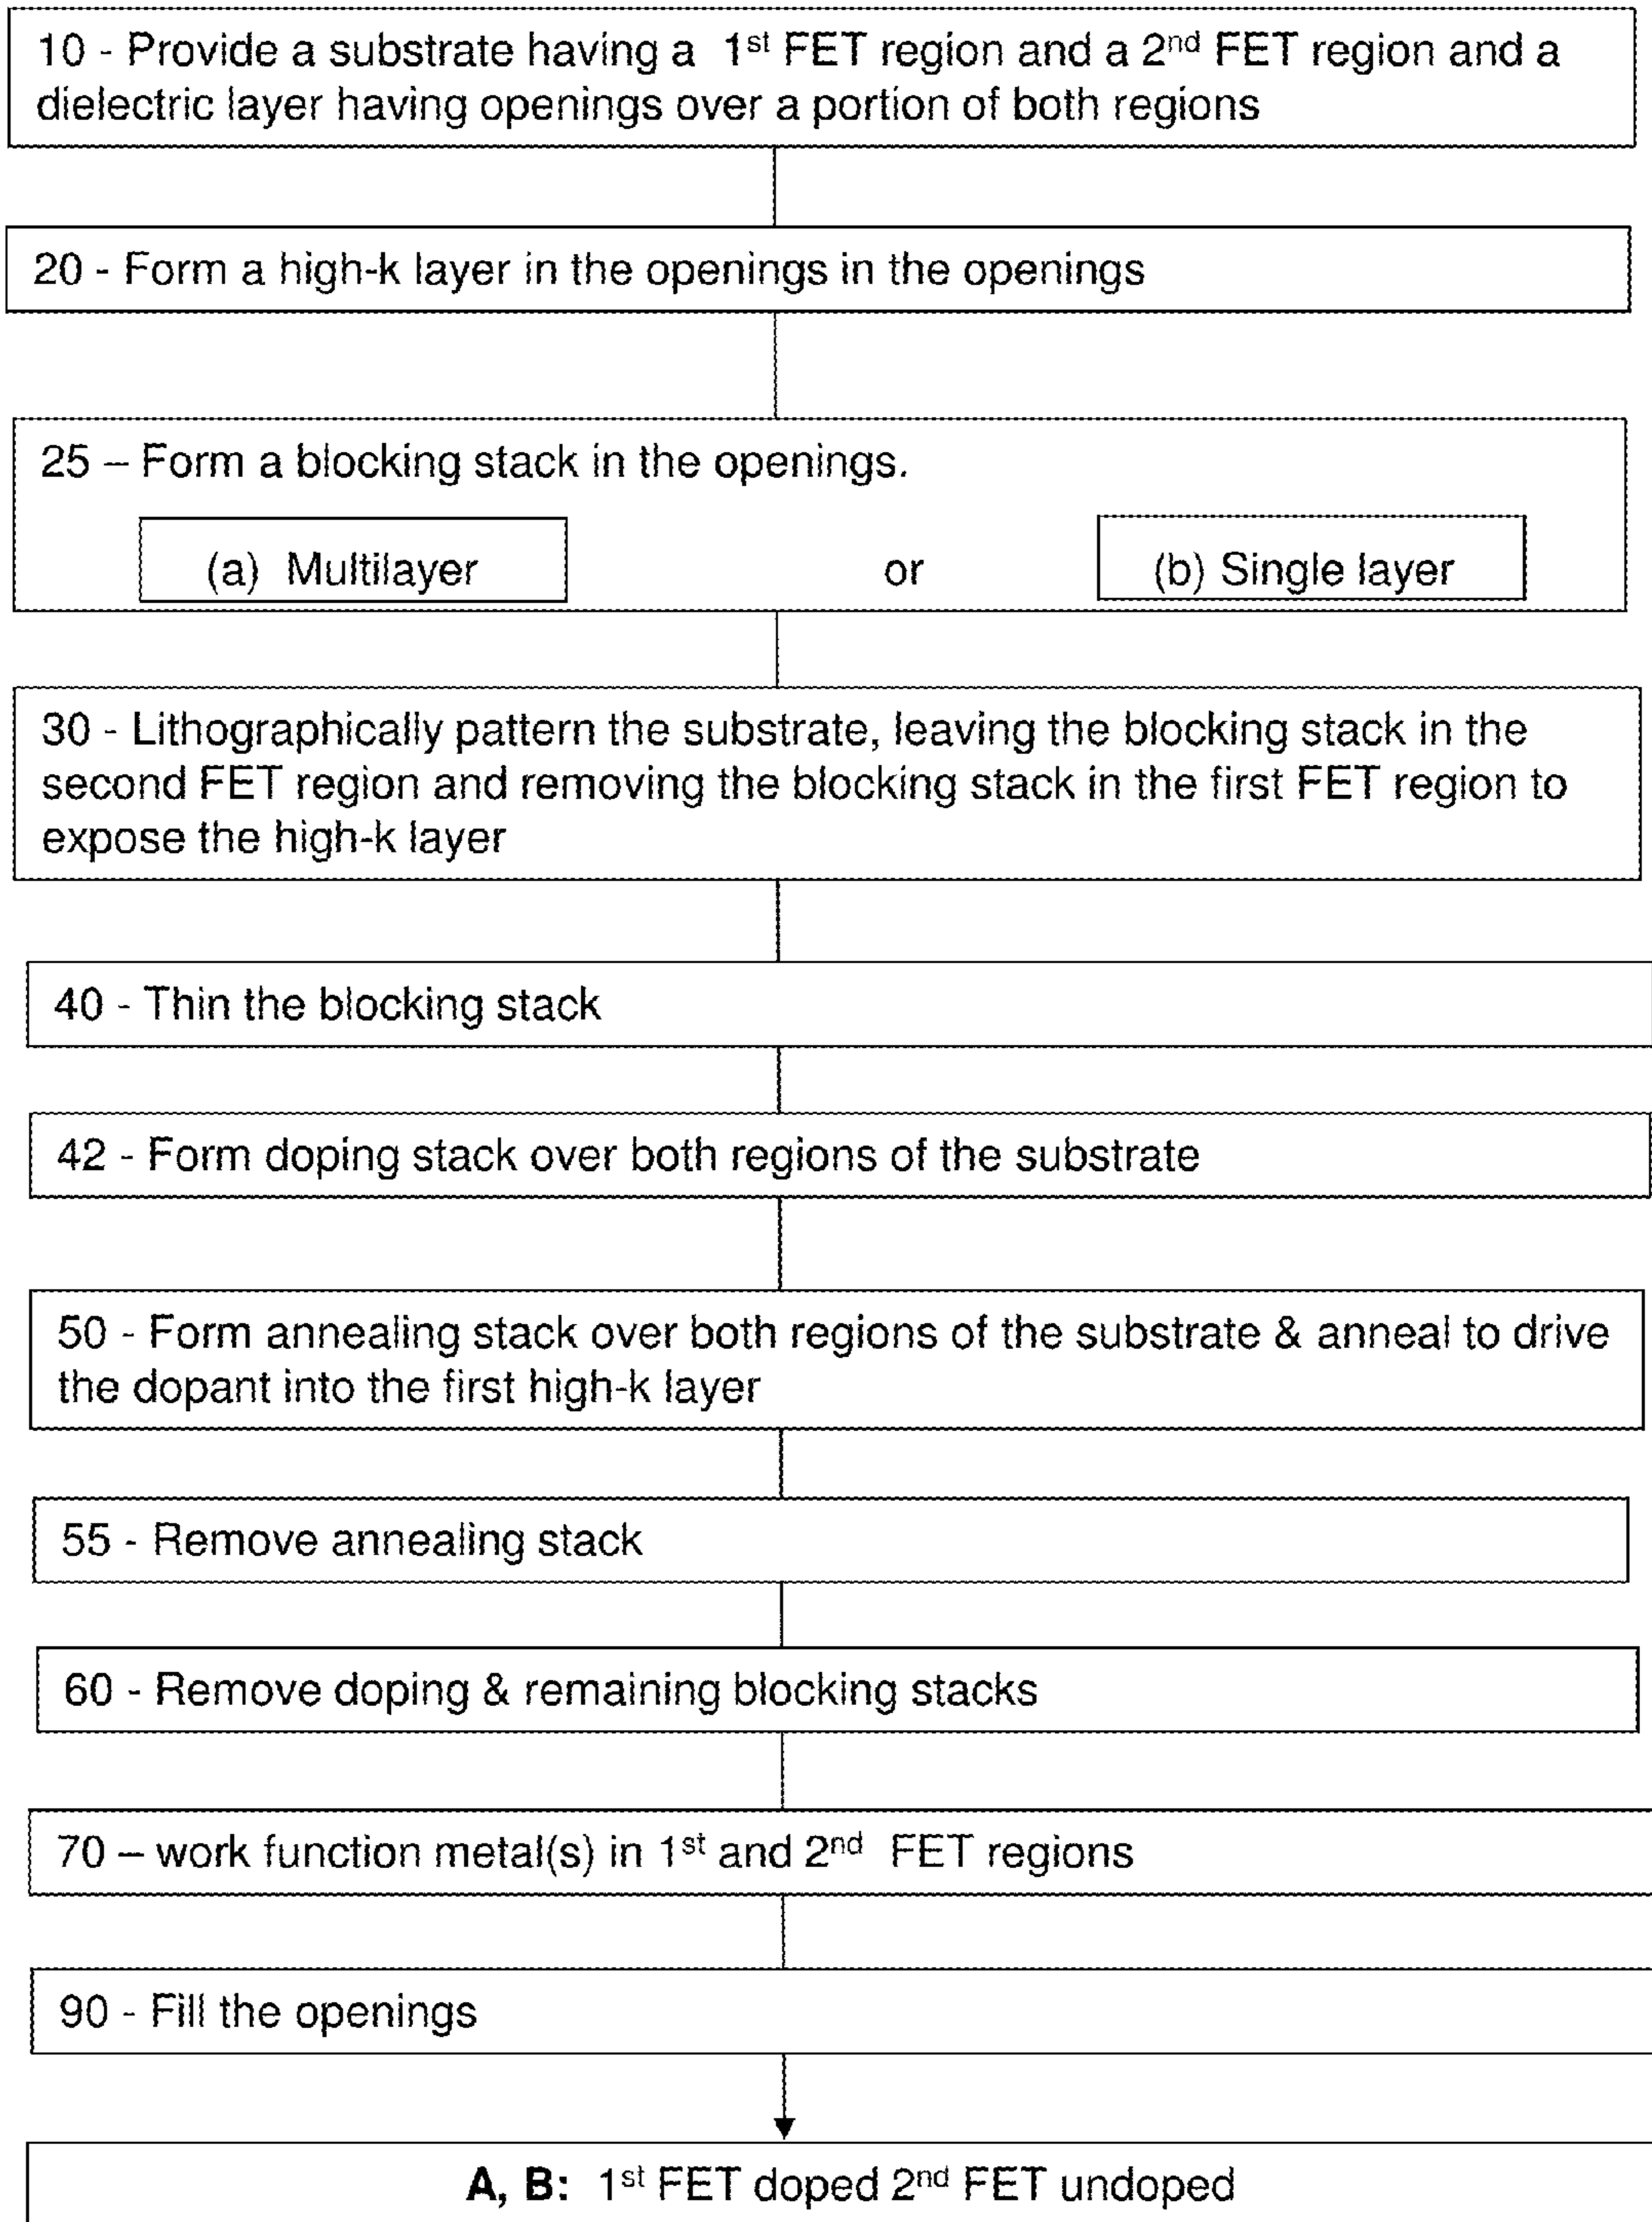 10 - Provide a substrate having a 1st FET region and a 2nd FET region and a
dielectric layer having openings over a portion of both regions
20 - Form a high-k layer in the openings in the openings
25 – Form a blocking stack in the openings.
(a) Multilayer or (b) Single layer
30 - Lithographically pattern the substrate, leaving the blocking stack in the
second FET region and removing the blocking stack in the first FET region to
expose the high-k layer
40 - Thin the blocking stack
42 - Form doping stack over both regions of the substrate
50 - Form annealing stack over both regions of the substrate & anneal to drive
the dopant into the first high-k layer
55 - Remove annealing stack
60 - Remove doping & remaining blocking stacks
70 – work function metal(s) in 1st and 2nd FET regions
90 - Fill the openings
A, B: 1st FET doped 2nd FET undoped